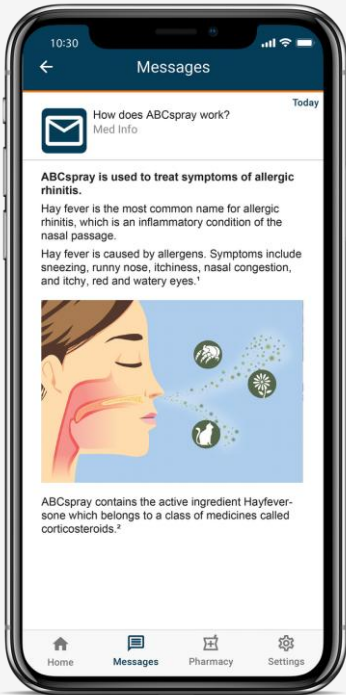 10:30
Messages
Today
How does ABCspray work?
Med Info
ABCspray is used to treat symptoms of allergic
rhinitis.
Hay fever is the most common name for allergic
rhinitis, which is an inflammatory condition of the
nasal passage.
Hay fever is caused by allergens. Symptoms include
sneezing, runny nose, itchiness, nasal congestion,
and itchy, red and watery eyes.¹
ABCspray contains the active ingredient Hayfever-
sone which belongs to a class of medicines called
corticosteroids.²
Home
Messages
Pharmacy
Settings